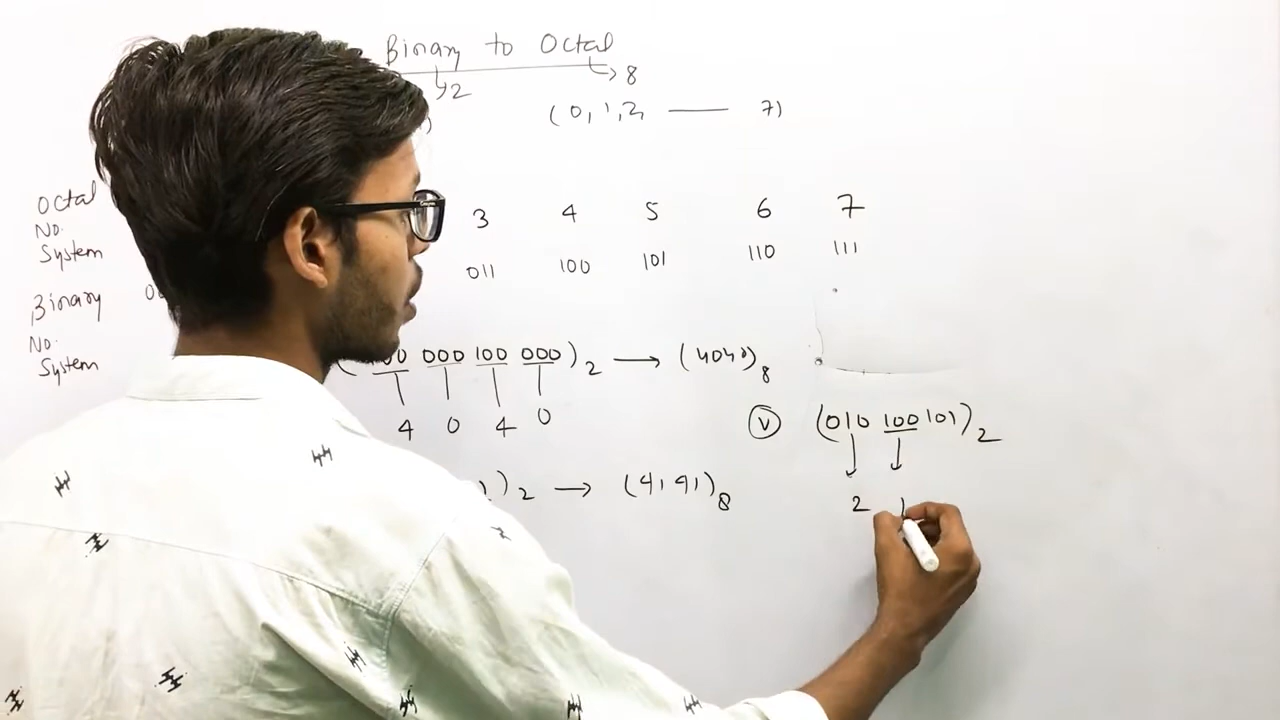 Binary to Octal
2 8
(0, 1, 2, —— 7)
Octal No. System 3 4 5 6 7
Binary No. System 011 100 101 110 111
000 100 000)₂ → (4040)₈
4 0 4 0
)₂ → (4141)₈
(v) (010 100 101)₂
2